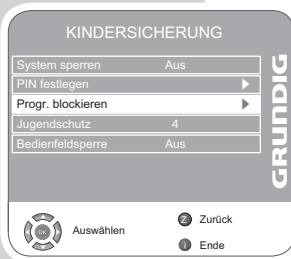 KINDERSICHERUNG
System sperren Aus
PIN festlegen
Progr. blockieren
Jugendschutz 4
Bedienfeldsperre Aus
GRUNDIG
OK Auswählen
Z Zurück
i Ende